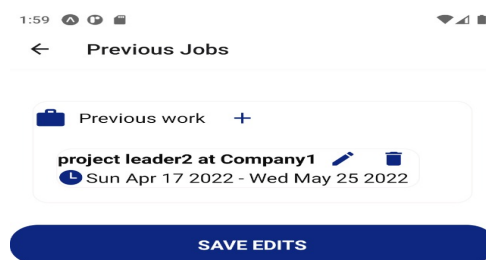 1:59
Previous Jobs
Previous work +
project leader2 at Company1
Sun Apr 17 2022 - Wed May 25 2022
SAVE EDITS